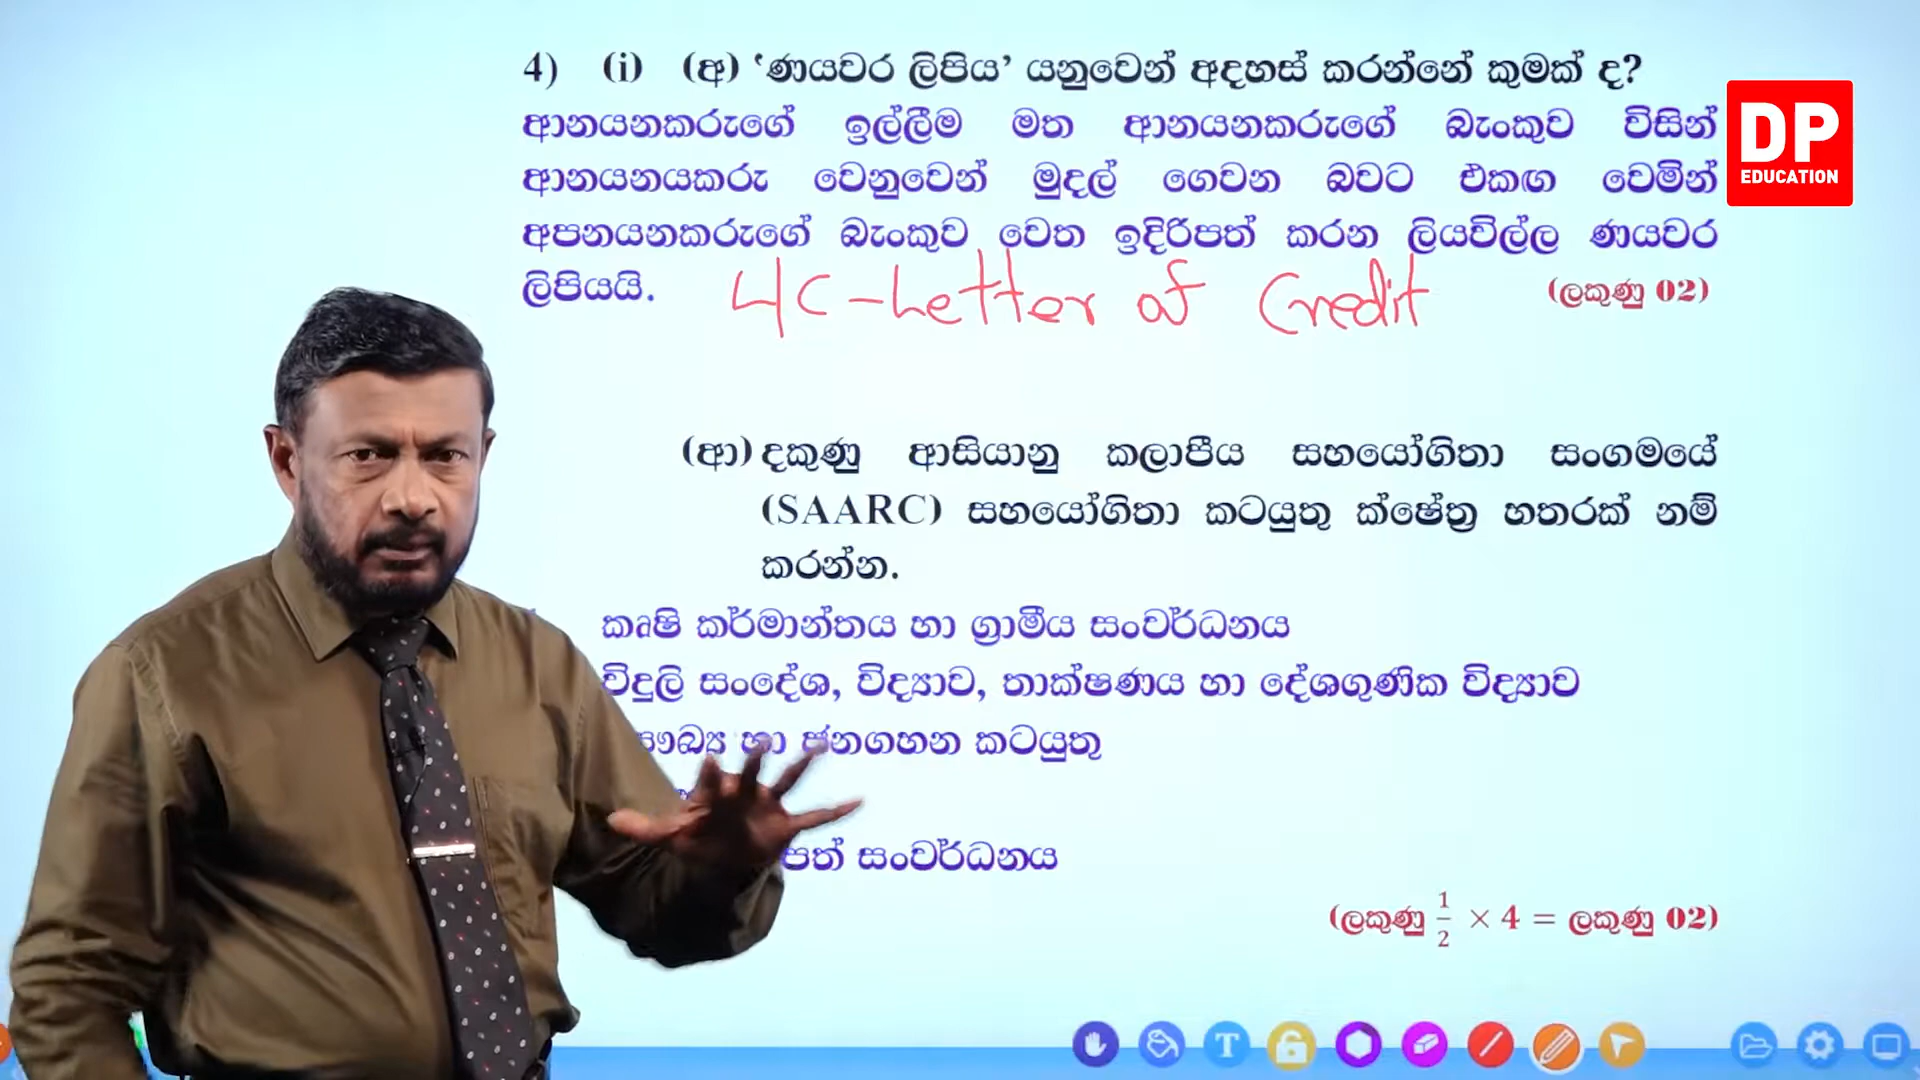 4) (i) (අ) ‘ණයවර ලිපිය’ යනුවෙන් අදහස් කරන්නේ කුමක් ද?
ආනයනකරුගේ ඉල්ලීම මත ආනයනකරුගේ බැංකුව විසින්
ආනයනයකරු වෙනුවෙන් මුදල් ගෙවන බවට එකඟ වෙමින්
අපනයනකරුගේ බැංකුව වෙත ඉදිරිපත් කරන ලියවිල්ල ණයවර
ලිපියයි. LC - Letter of Credit (ලකුණු 02)
DP
EDUCATION
(ආ) දකුණු ආසියානු කලාපීය සහයෝගිතා සංගමයේ
(SAARC) සහයෝගිතා කටයුතු ක්ෂේත්‍ර හතරක් නම්
කරන්න.
කෘෂි කර්මාන්තය හා ග්‍රාමීය සංවර්ධනය
විදුලි සංදේශ, විද්‍යාව, තාක්ෂණය හා දේශගුණික විද්‍යාව
සෞඛ්‍ය හා ජනගහන කටයුතු
සංවර්ධනය
(ලකුණු 1/2 × 4 = ලකුණු 02)
T